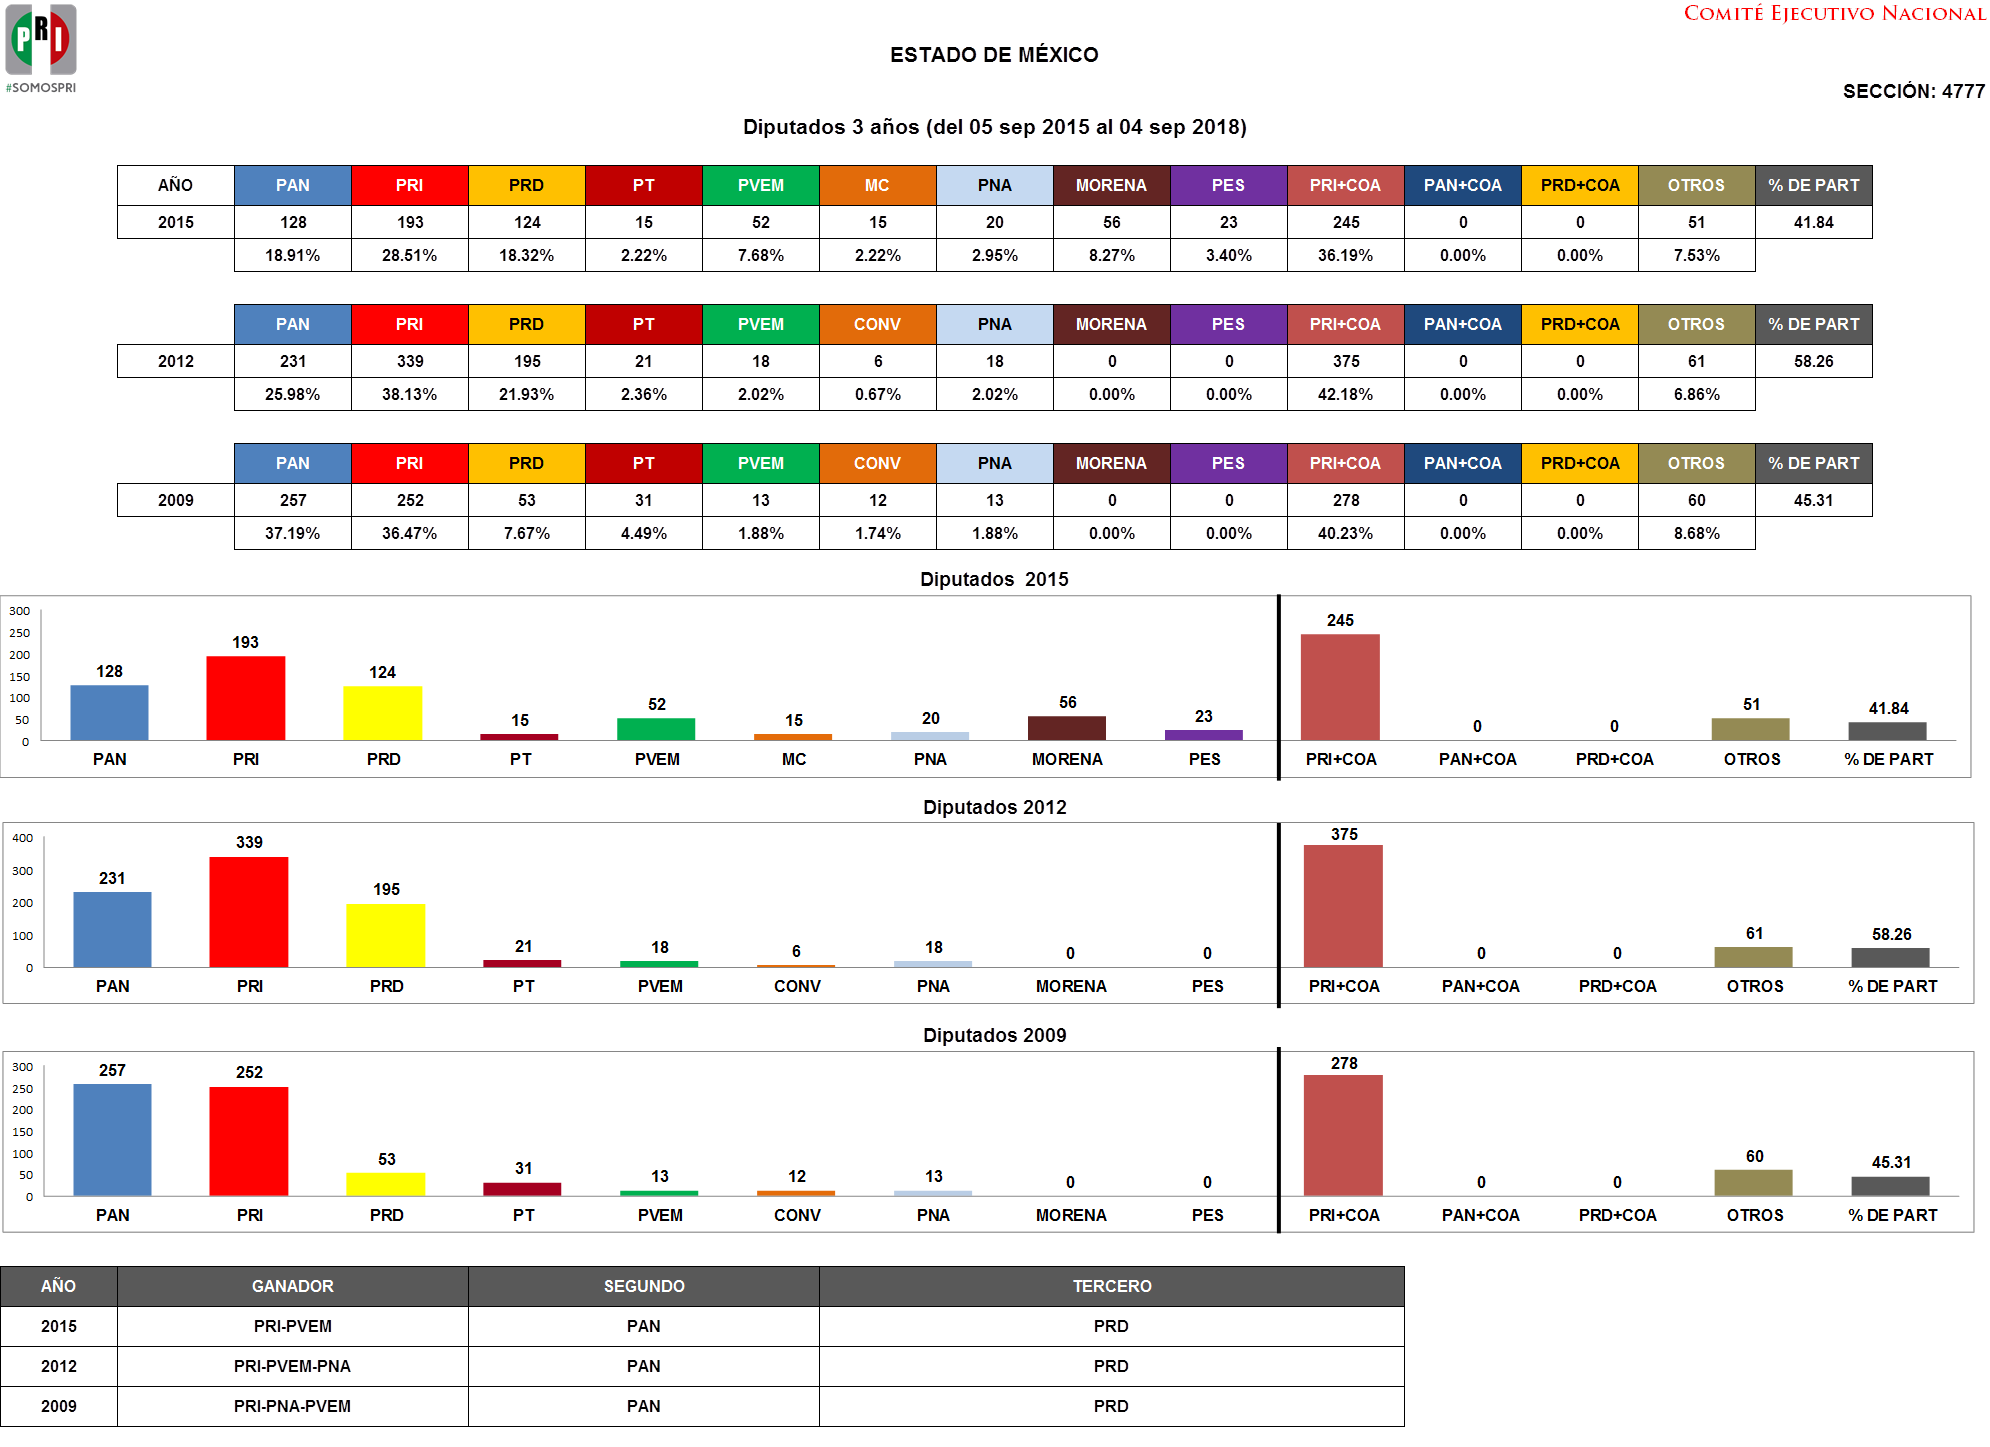 PRI
#SOMOSPRI
COMITÉ EJECUTIVO NACIONAL
ESTADO DE MÉXICO
SECCIÓN: 4777
Diputados 3 años (del 05 sep 2015 al 04 sep 2018)
AÑO PAN PRI PRD PT PVEM MC PNA MORENA PES PRI+COA PAN+COA PRD+COA OTROS % DE PART
2015 128 193 124 15 52 15 20 56 23 245 0 0 51 41.84
18.91% 28.51% 18.32% 2.22% 7.68% 2.22% 2.95% 8.27% 3.40% 36.19% 0.00% 0.00% 7.53%
PAN PRI PRD PT PVEM CONV PNA MORENA PES PRI+COA PAN+COA PRD+COA OTROS % DE PART
2012 231 339 195 21 18 6 18 0 0 375 0 0 61 58.26
25.98% 38.13% 21.93% 2.36% 2.02% 0.67% 2.02% 0.00% 0.00% 42.18% 0.00% 0.00% 6.86%
PAN PRI PRD PT PVEM CONV PNA MORENA PES PRI+COA PAN+COA PRD+COA OTROS % DE PART
2009 257 252 53 31 13 12 13 0 0 278 0 0 60 45.31
37.19% 36.47% 7.67% 4.49% 1.88% 1.74% 1.88% 0.00% 0.00% 40.23% 0.00% 0.00% 8.68%
Diputados 2015
300
250
200
150
100
50
0
128 193 124 15 52 15 20 56 23 245 0 0 51 41.84
PAN PRI PRD PT PVEM MC PNA MORENA PES PRI+COA PAN+COA PRD+COA OTROS % DE PART
Diputados 2012
400
300
200
100
0
231 339 195 21 18 6 18 0 0 375 0 0 61 58.26
PAN PRI PRD PT PVEM CONV PNA MORENA PES PRI+COA PAN+COA PRD+COA OTROS % DE PART
Diputados 2009
300
250
200
150
100
50
0
257 252 53 31 13 12 13 0 0 278 0 0 60 45.31
PAN PRI PRD PT PVEM CONV PNA MORENA PES PRI+COA PAN+COA PRD+COA OTROS % DE PART
AÑO GANADOR SEGUNDO TERCERO
2015 PRI-PVEM PAN PRD
2012 PRI-PVEM-PNA PAN PRD
2009 PRI-PNA-PVEM PAN PRD